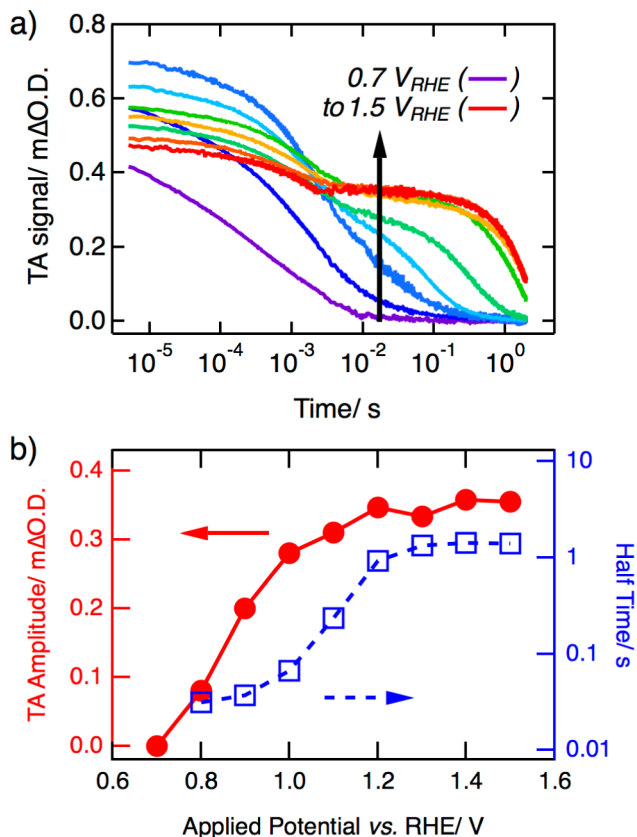 a)
0.8
0.6
0.4
0.2
0.0
TA signal/ mΔO.D.
0.7 V_RHE ( — )
to 1.5 V_RHE ( — )
10⁻⁵ 10⁻⁴ 10⁻³ 10⁻² 10⁻¹ 10⁰
Time/ s
b)
0.4
0.3
0.2
0.1
0.0
TA Amplitude/ mΔO.D.
10
1
0.1
0.01
Half Time/ s
0.6 0.8 1.0 1.2 1.4 1.6
Applied Potential vs. RHE/ V